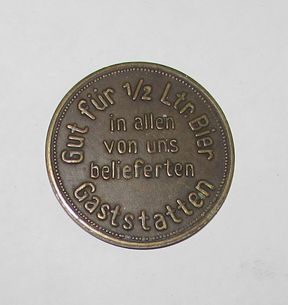 Gut für 1/2 Ltr. Bier
in allen
von uns
belieferten
Gaststätten